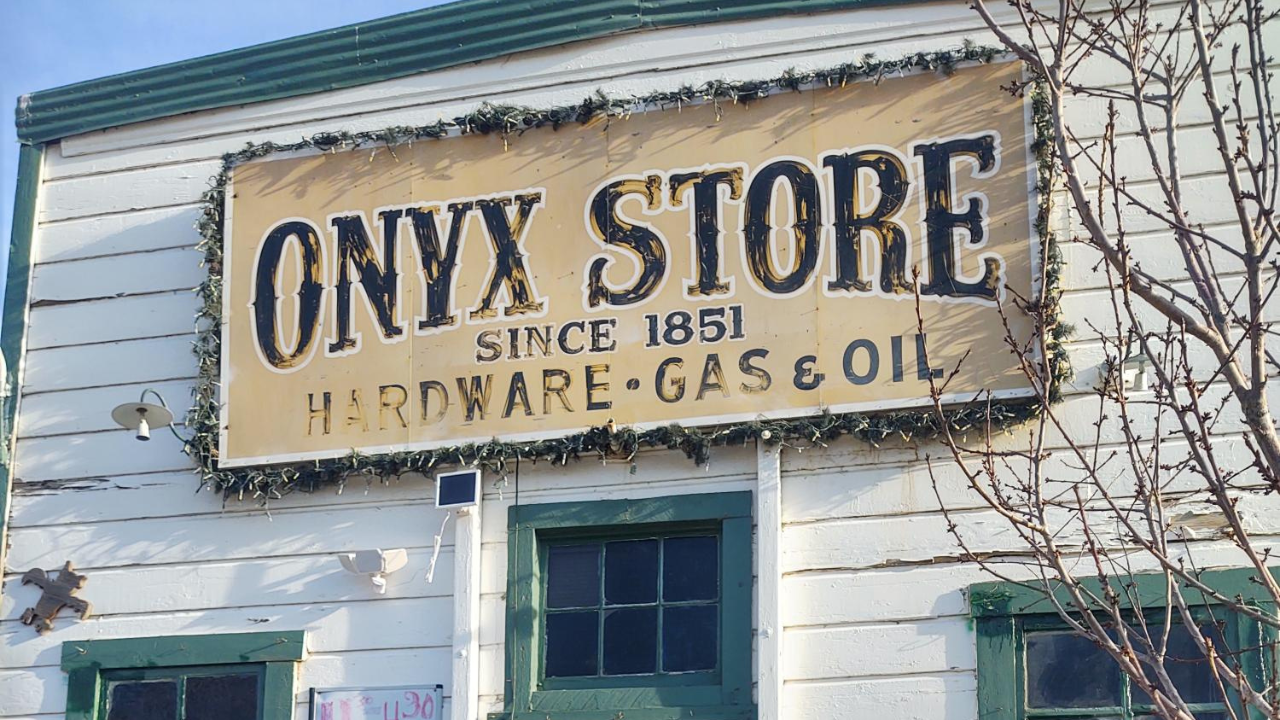 ONYX STORE
SINCE 1851
HARDWARE · GAS & OIL